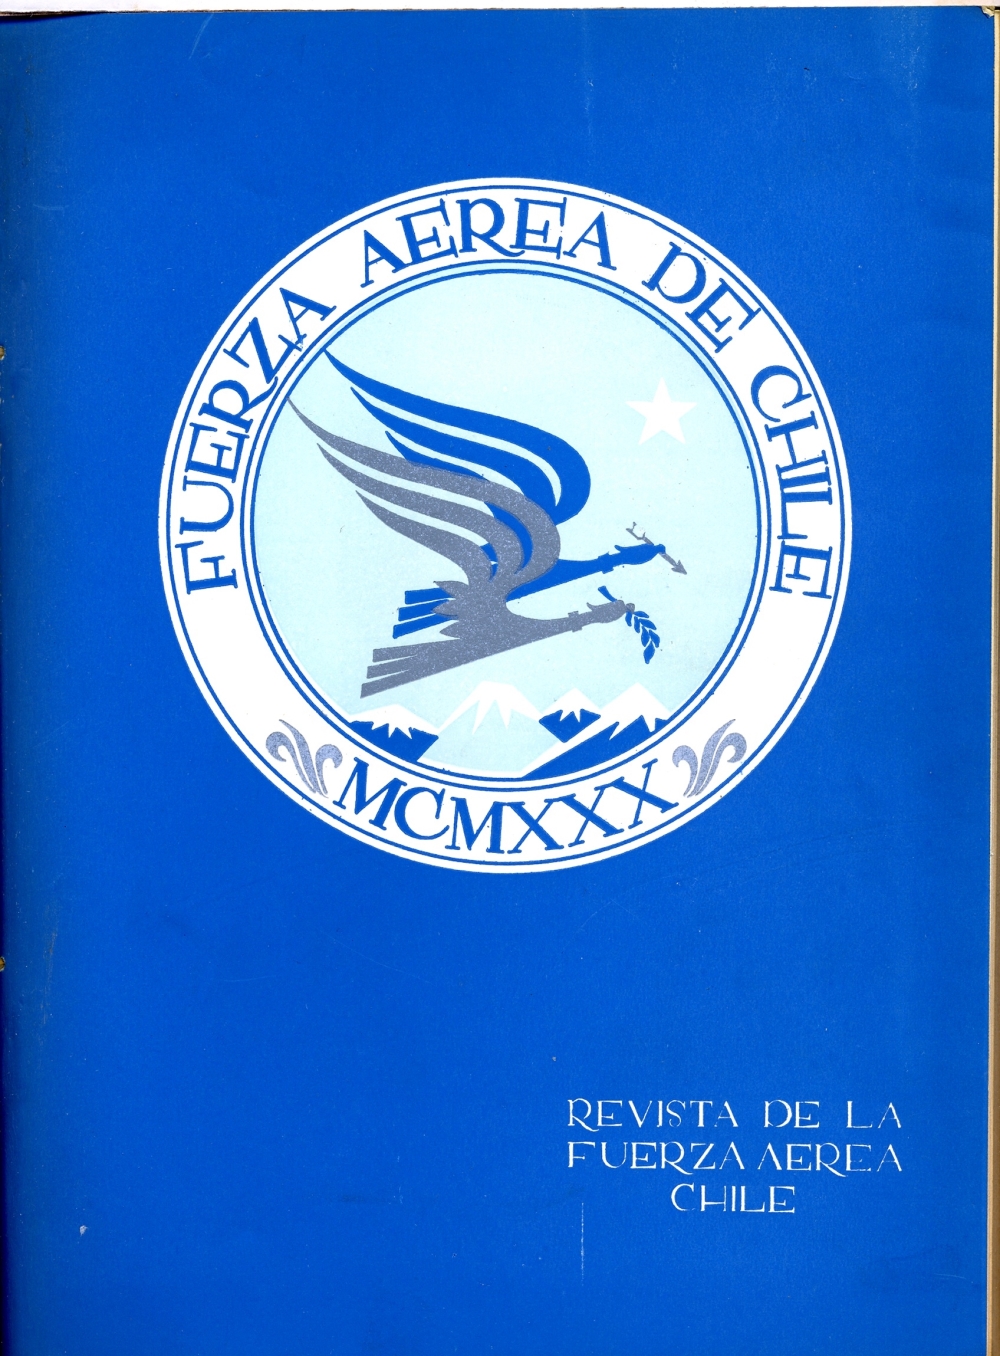 FUERZA AEREA DE CHILE
MCMXXX
REVISTA DE LA
FUERZA AEREA
CHILE